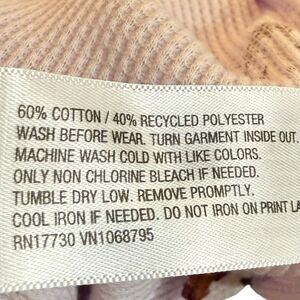 60% COTTON / 40% RECYCLED POLYESTER
WASH BEFORE WEAR. TURN GARMENT INSIDE OUT.
MACHINE WASH COLD WITH LIKE COLORS.
ONLY NON CHLORINE BLEACH IF NEEDED.
TUMBLE DRY LOW. REMOVE PROMPTLY.
COOL IRON IF NEEDED. DO NOT IRON ON PRINT
RN17730 VN1068795